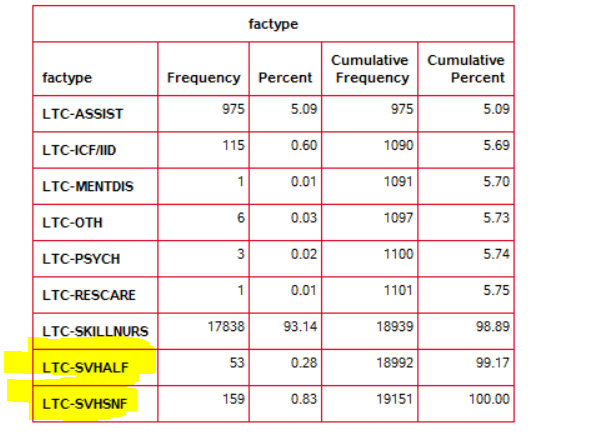 factype
factype Frequency Percent Cumulative Frequency Cumulative Percent
LTC-ASSIST 975 5.09 975 5.09
LTC-ICF/IID 115 0.60 1090 5.69
LTC-MENTDIS 1 0.01 1091 5.70
LTC-OTH 6 0.03 1097 5.73
LTC-PSYCH 3 0.02 1100 5.74
LTC-RESCARE 1 0.01 1101 5.75
LTC-SKILLNURS 17838 93.14 18939 98.89
LTC-SVHALF 53 0.28 18992 99.17
LTC-SVHSNF 159 0.83 19151 100.00